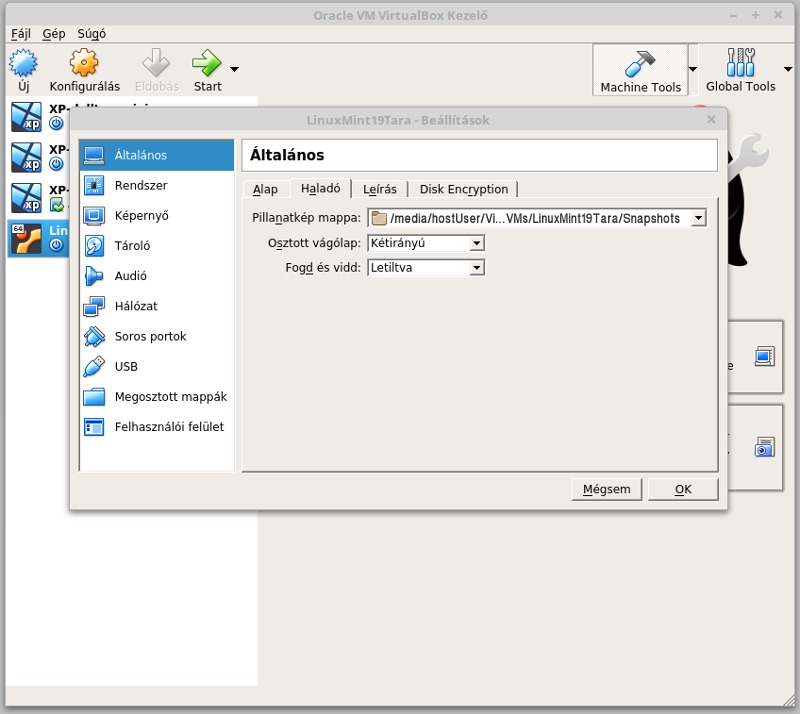 Oracle VM VirtualBox Kezelő
Fájl Gép Súgó
Új Konfigurálás Eldobás Start Machine Tools Global Tools
XP-
XP-
XP-
64 Lin
LinuxMint19Tara - Beállítások
Általános
Rendszer
Képernyő
Tároló
Audió
Hálózat
Soros portok
USB
Megosztott mappák
Felhasználói felület
Általános
Alap Haladó Leírás Disk Encryption
Pillanatkép mappa: /media/hostUser/Vi...VMs/LinuxMint19Tara/Snapshots
Osztott vágólap: Kétirányú
Fogd és vidd: Letiltva
Mégsem OK